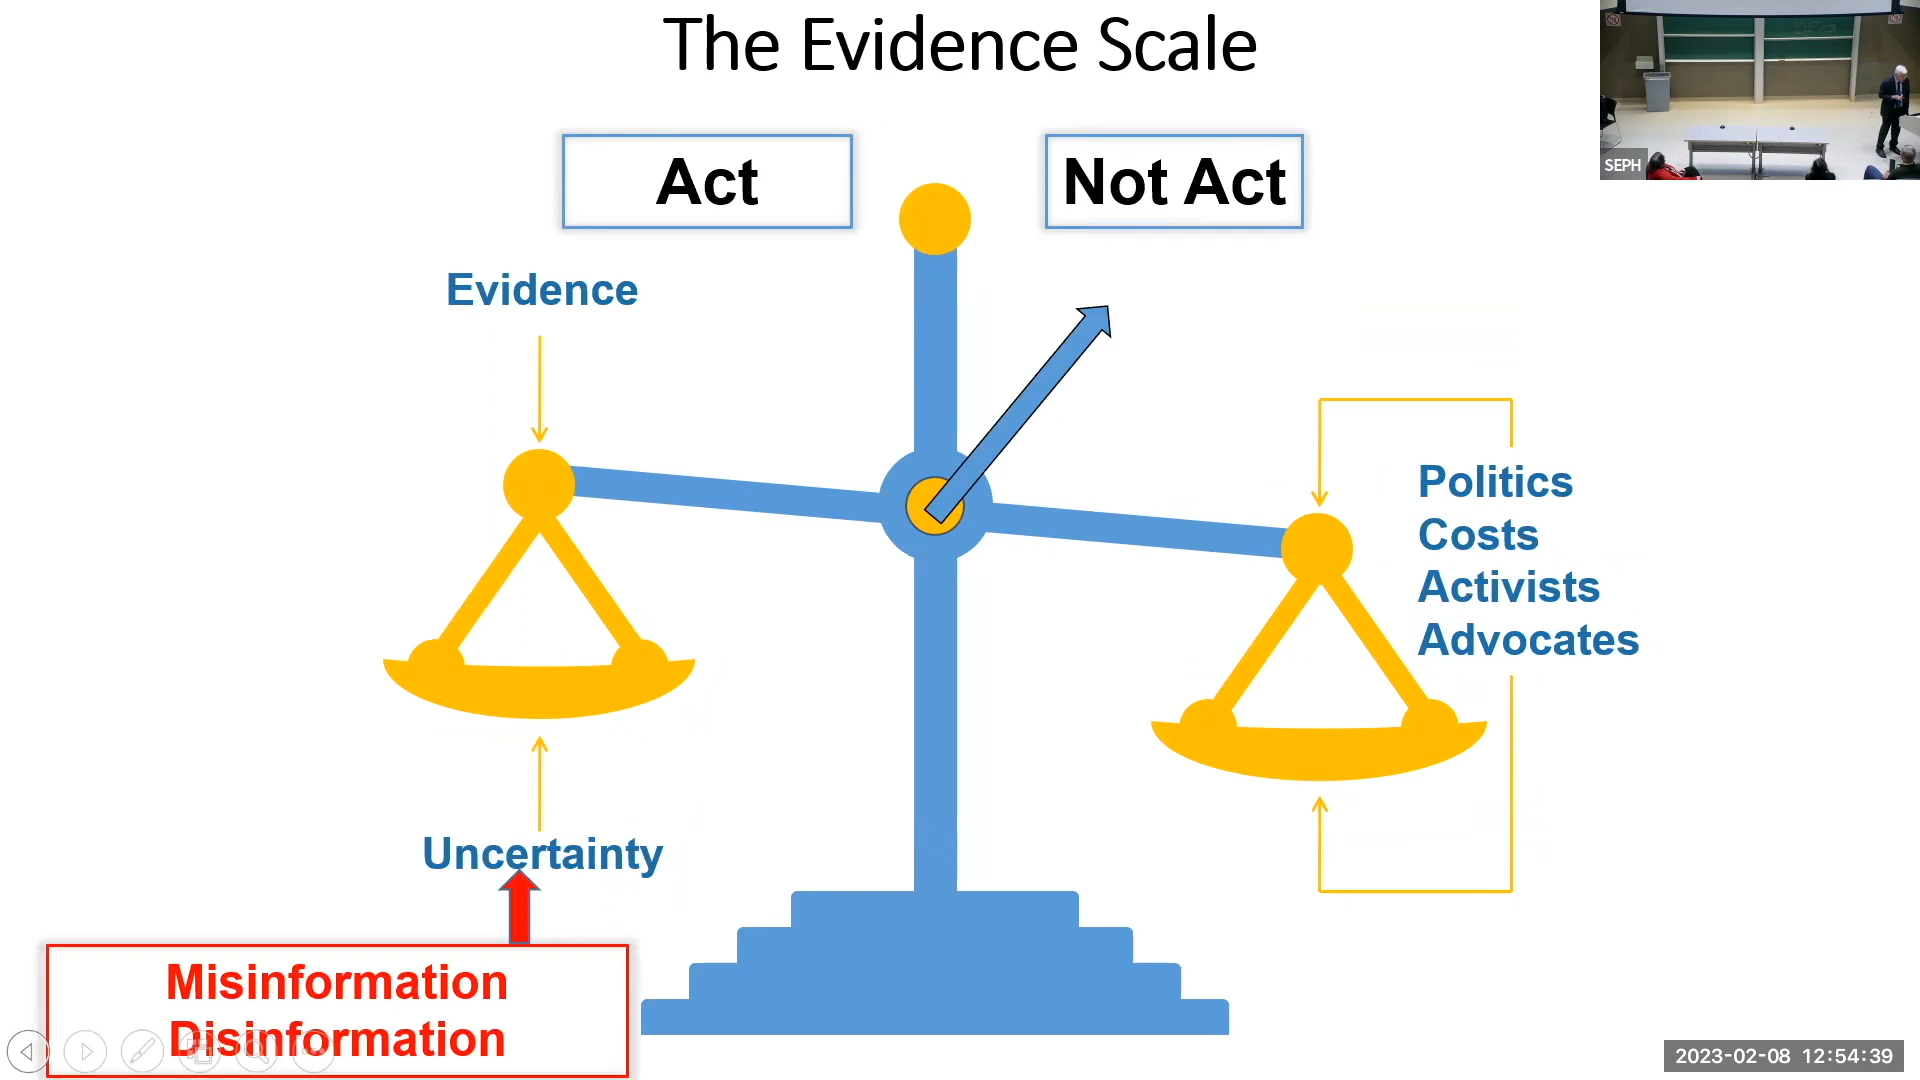 The Evidence Scale
Act
Not Act
Evidence
Politics
Costs
Activists
Advocates
Uncertainty
Misinformation
Disinformation
SEPH
2023-02-08 12:54:39